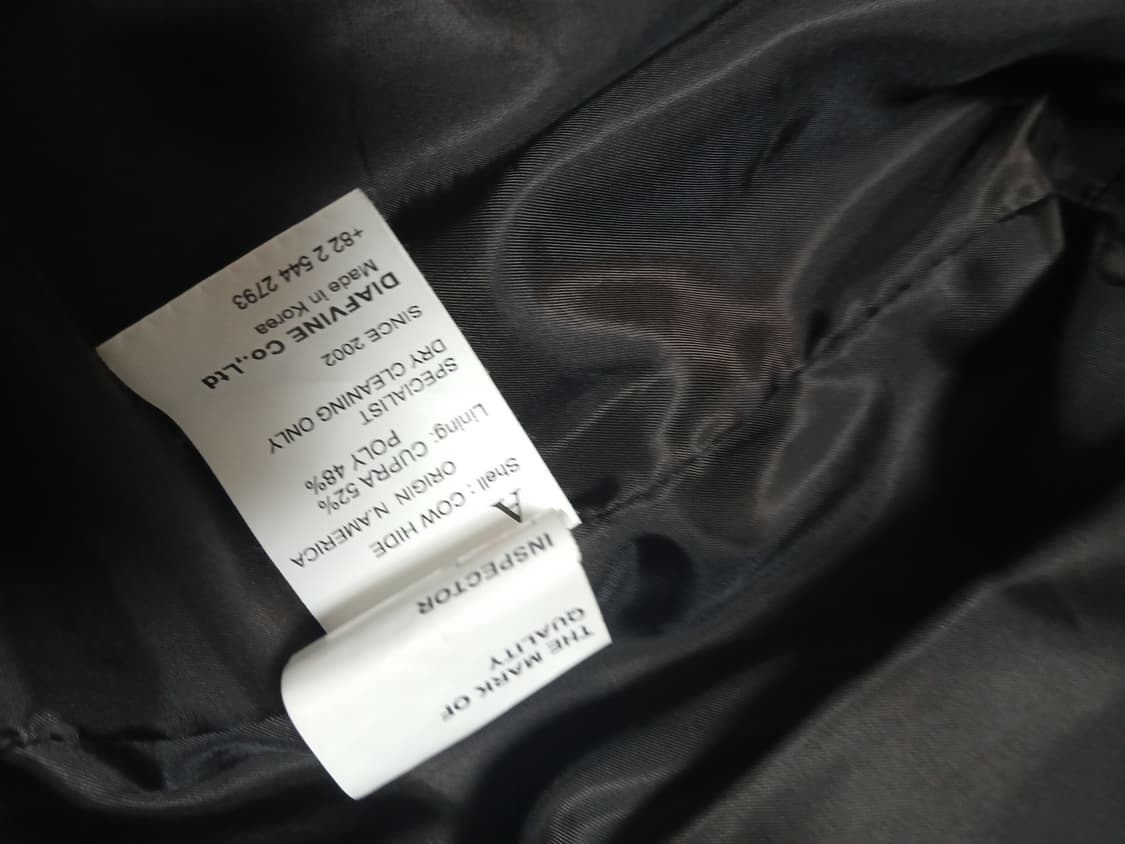 THE MARK OF
QUALITY
INSPECTOR
A
Shell : COW HIDE
ORIGIN N.AMERICA
Lining: CUPRA 52%
POLY 48%
SPECIALIST
DRY CLEANING ONLY
SINCE 2002
DIAFVINE Co.,Ltd
Made in Korea
+82 2 544 2793